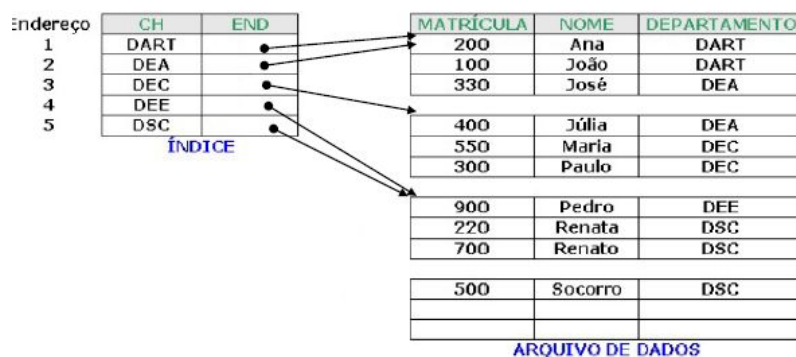 Endereço CH END
1 DART
2 DEA
3 DEC
4 DEE
5 DSC
ÍNDICE
MATRÍCULA NOME DEPARTAMENTO
200 Ana DART
100 João DART
330 José DEA
400 Júlia DEA
550 Maria DEC
300 Paulo DEC
900 Pedro DEE
220 Renata DSC
700 Renato DSC
500 Socorro DSC
ARQUIVO DE DADOS